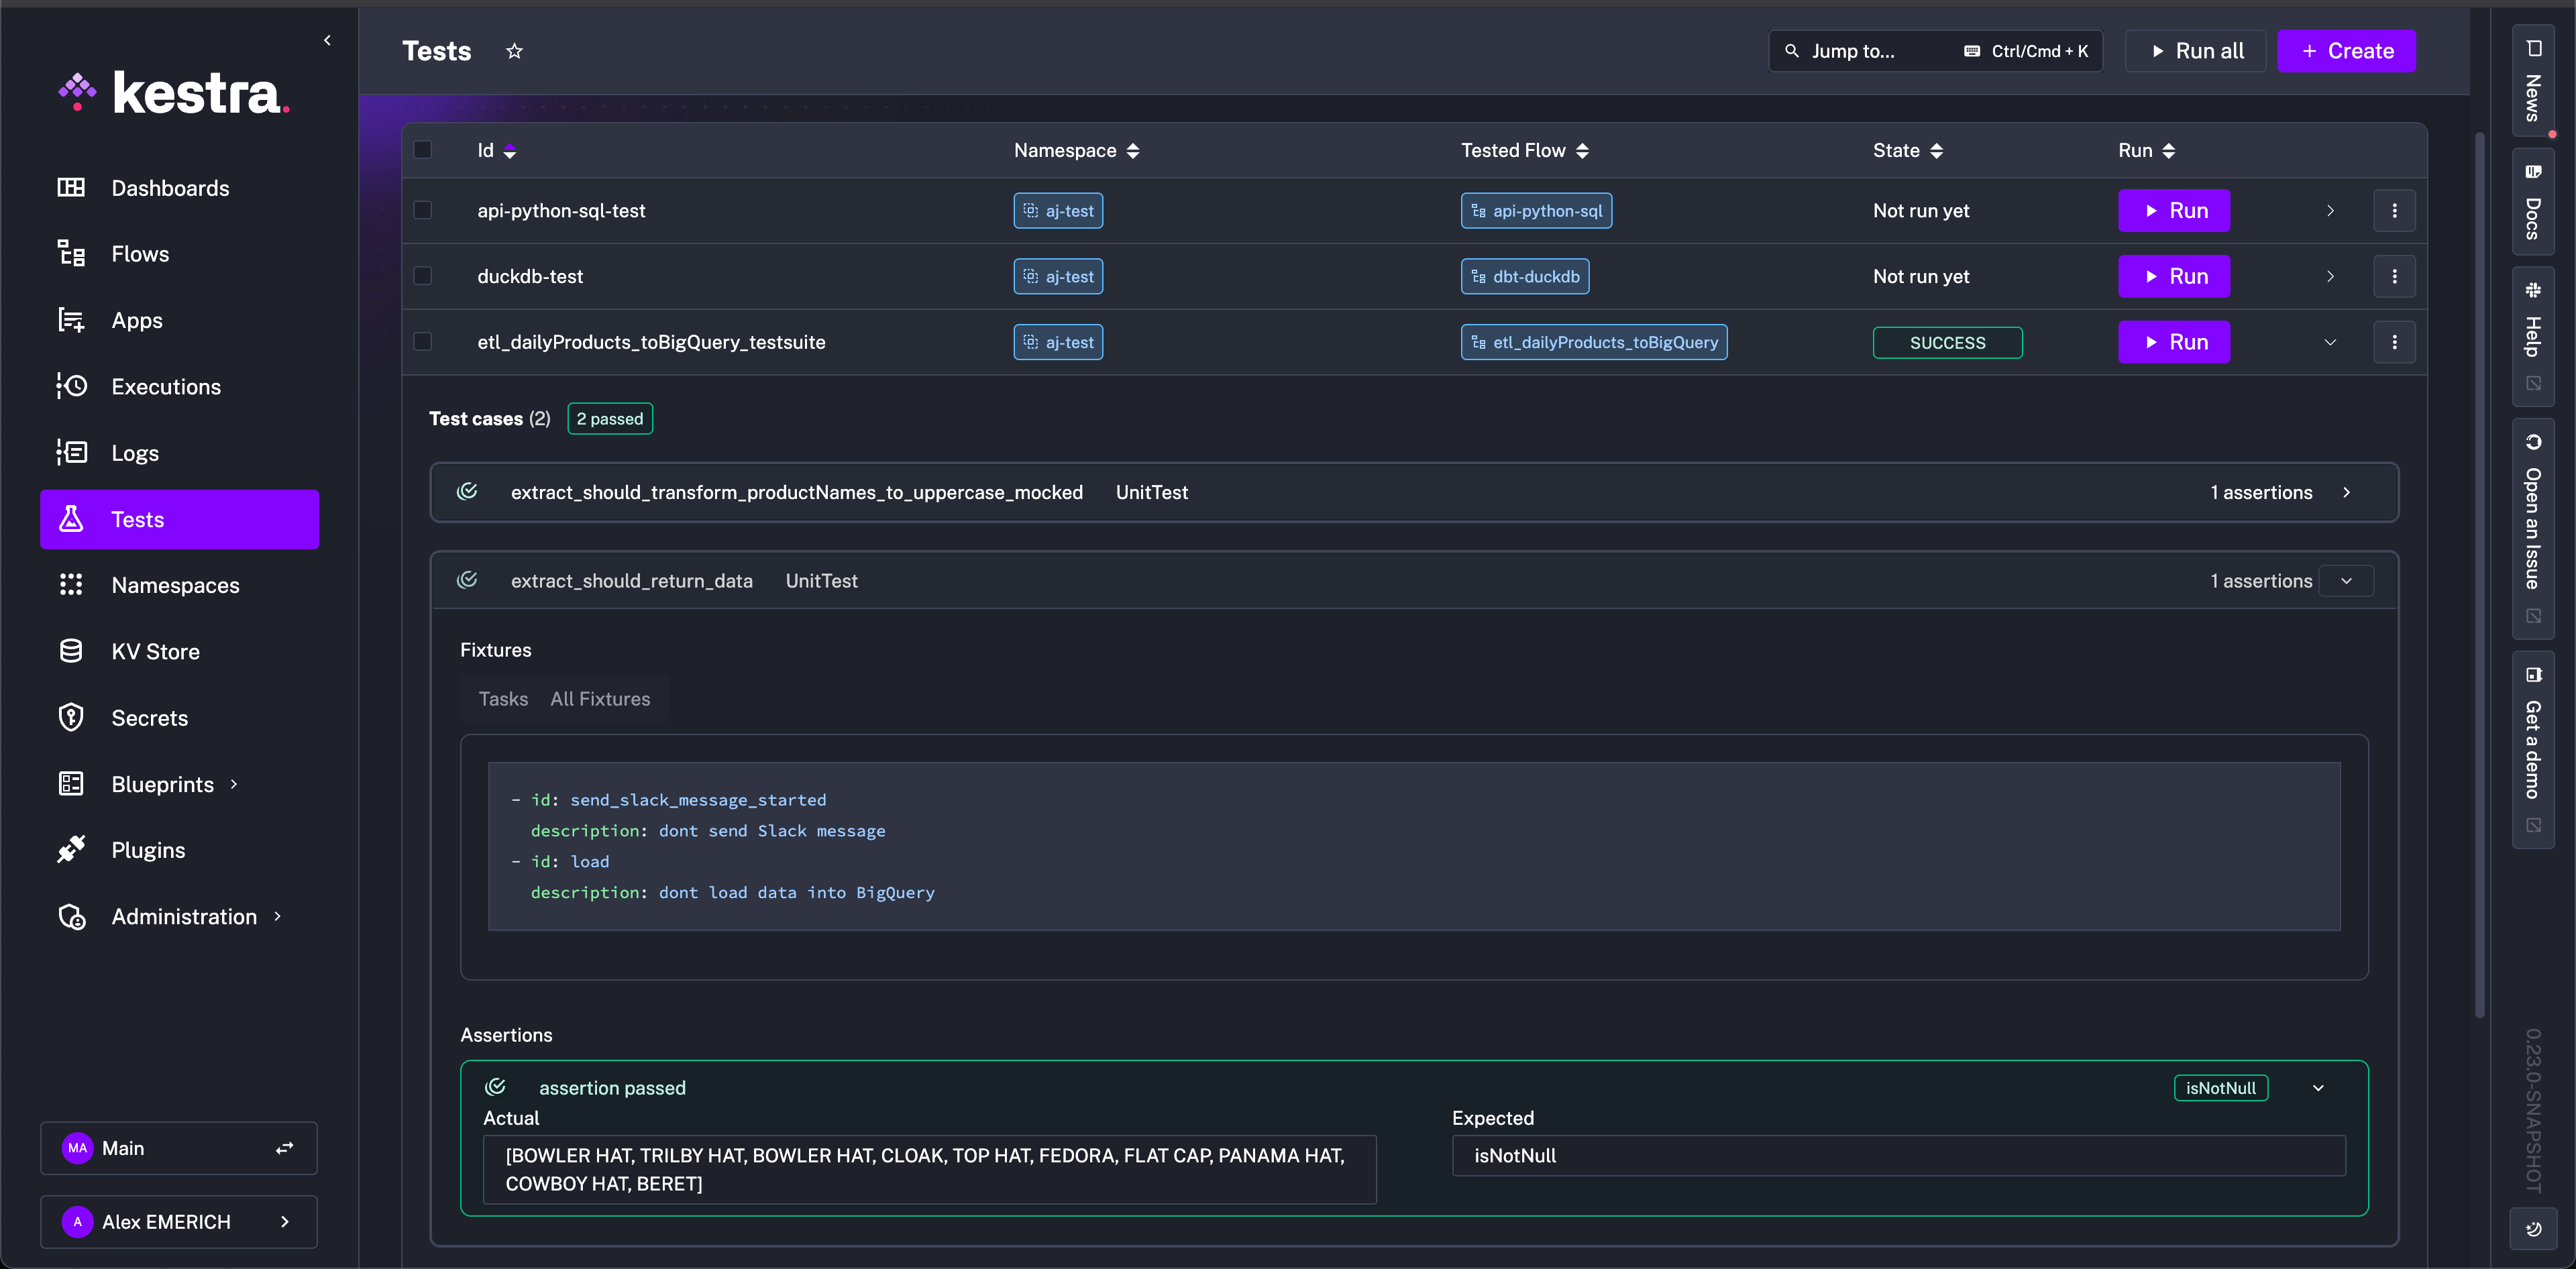 kestra.
Dashboards
Flows
Apps
Executions
Logs
Tests
Namespaces
KV Store
Secrets
Blueprints
Plugins
Administration
MA Main
A Alex EMERICH
Tests
Jump to... Ctrl/Cmd + K
Run all
+ Create
Id Namespace Tested Flow State Run
api-python-sql-test aj-test api-python-sql Not run yet Run
duckdb-test aj-test dbt-duckdb Not run yet Run
etl_dailyProducts_toBigQuery_testsuite aj-test etl_dailyProducts_toBigQuery SUCCESS Run
Test cases (2) 2 passed
extract_should_transform_productNames_to_uppercase_mocked UnitTest 1 assertions
extract_should_return_data UnitTest 1 assertions
Fixtures
Tasks All Fixtures
- id: send_slack_message_started
description: dont send Slack message
- id: load
description: dont load data into BigQuery
Assertions
assertion passed isNotNull
Actual Expected
[BOWLER HAT, TRILBY HAT, BOWLER HAT, CLOAK, TOP HAT, FEDORA, FLAT CAP, PANAMA HAT, isNotNull
COWBOY HAT, BERET]
News
Docs
Help
Open an Issue
Get a demo
0.23.0-SNAPSHOT